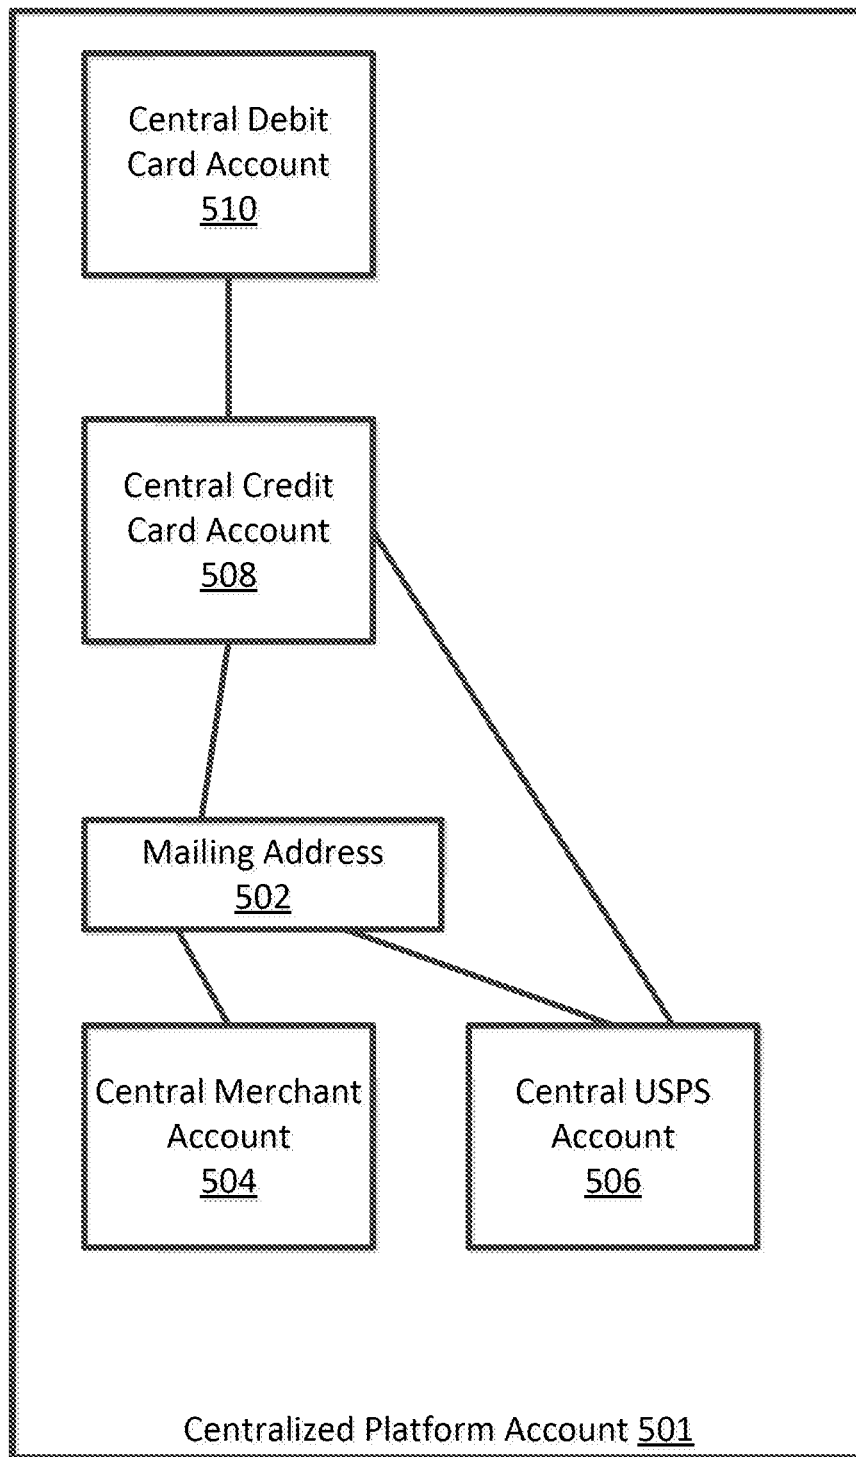 Central Debit
Card Account
510
Central Credit
Card Account
508
Mailing Address
502
Central Merchant
Account
504
Central USPS
Account
506
Centralized Platform Account 501